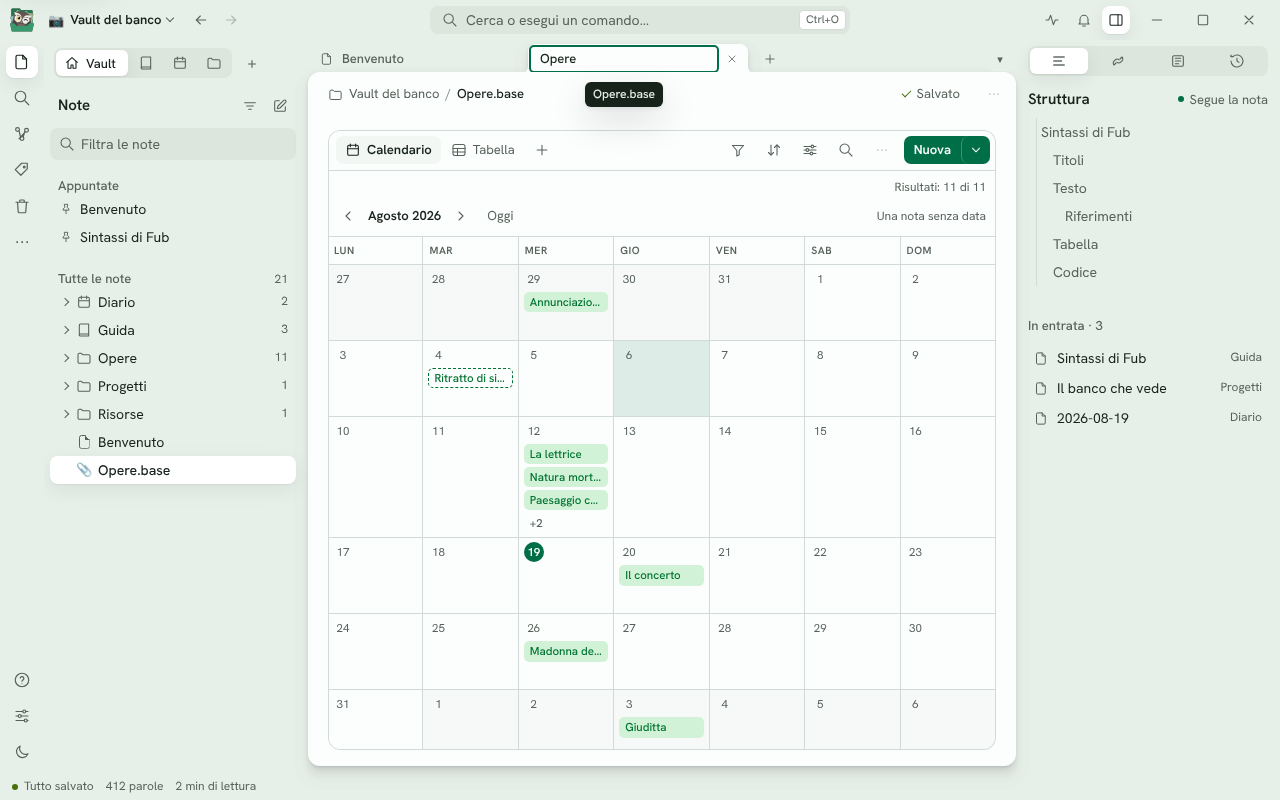 Vault del banco
Cerca o esegui un comando...
Ctrl+O
Vault
Benvenuto
Opere
Opere.base
Note
Filtra le note
Appuntate
Benvenuto
Sintassi di Fub
Tutte le note 21
Diario 2
Guida 3
Opere 11
Progetti 1
Risorse 1
Benvenuto
Opere.base
Vault del banco / Opere.base
Salvato
Calendario
Tabella
Nuova
Risultati: 11 di 11
Agosto 2026
Oggi
Una nota senza data
LUN MAR MER GIO VEN SAB DOM
27 28 29 30 31 1 2
Annunciazio...
3 4 5 6 7 8 9
Ritratto di si...
10 11 12 13 14 15 16
La lettrice
Natura mort...
Paesaggio c...
+2
17 18 19 20 21 22 23
Il concerto
24 25 26 27 28 29 30
Madonna de...
31 1 2 3 4 5 6
Giuditta
Struttura
Segue la nota
Sintassi di Fub
Titoli
Testo
Riferimenti
Tabella
Codice
In entrata · 3
Sintassi di Fub Guida
Il banco che vede Progetti
2026-08-19 Diario
Tutto salvato 412 parole 2 min di lettura